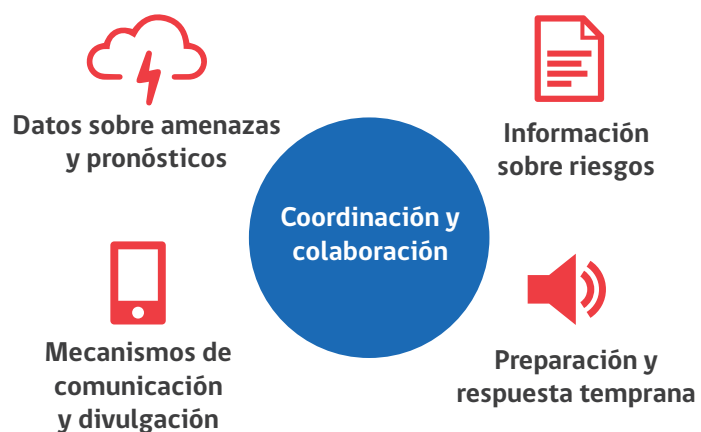 Datos sobre amenazas
y pronósticos
Información
sobre riesgos
Coordinación y
colaboración
Mecanismos de
comunicación
y divulgación
Preparación y
respuesta temprana